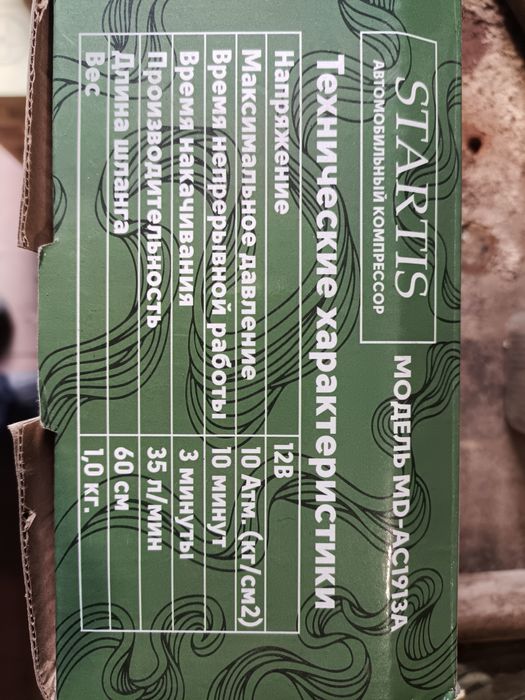 STARTIS
АВТОМОБИЛЬНЫЙ КОМПРЕССОР
МОДЕЛЬ MD-AC1913A
Технические характеристики
Напряжение 12В
Максимальное давление 10 Атм. (кг/см2)
Время непрерывной работы 10 минут
Время накачивания 3 минуты
Производительность 35 л/мин
Длина шланга 60 см
Вес 1,0 кг.